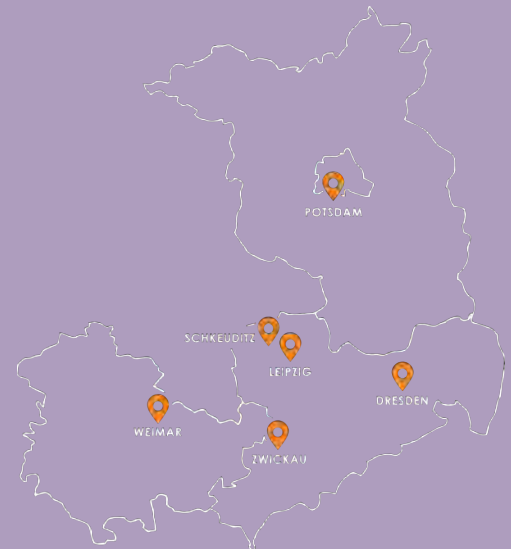 POTSDAM
SCHKEUDITZ
LEIPZIG
DRESDEN
WEIMAR
ZWICKAU